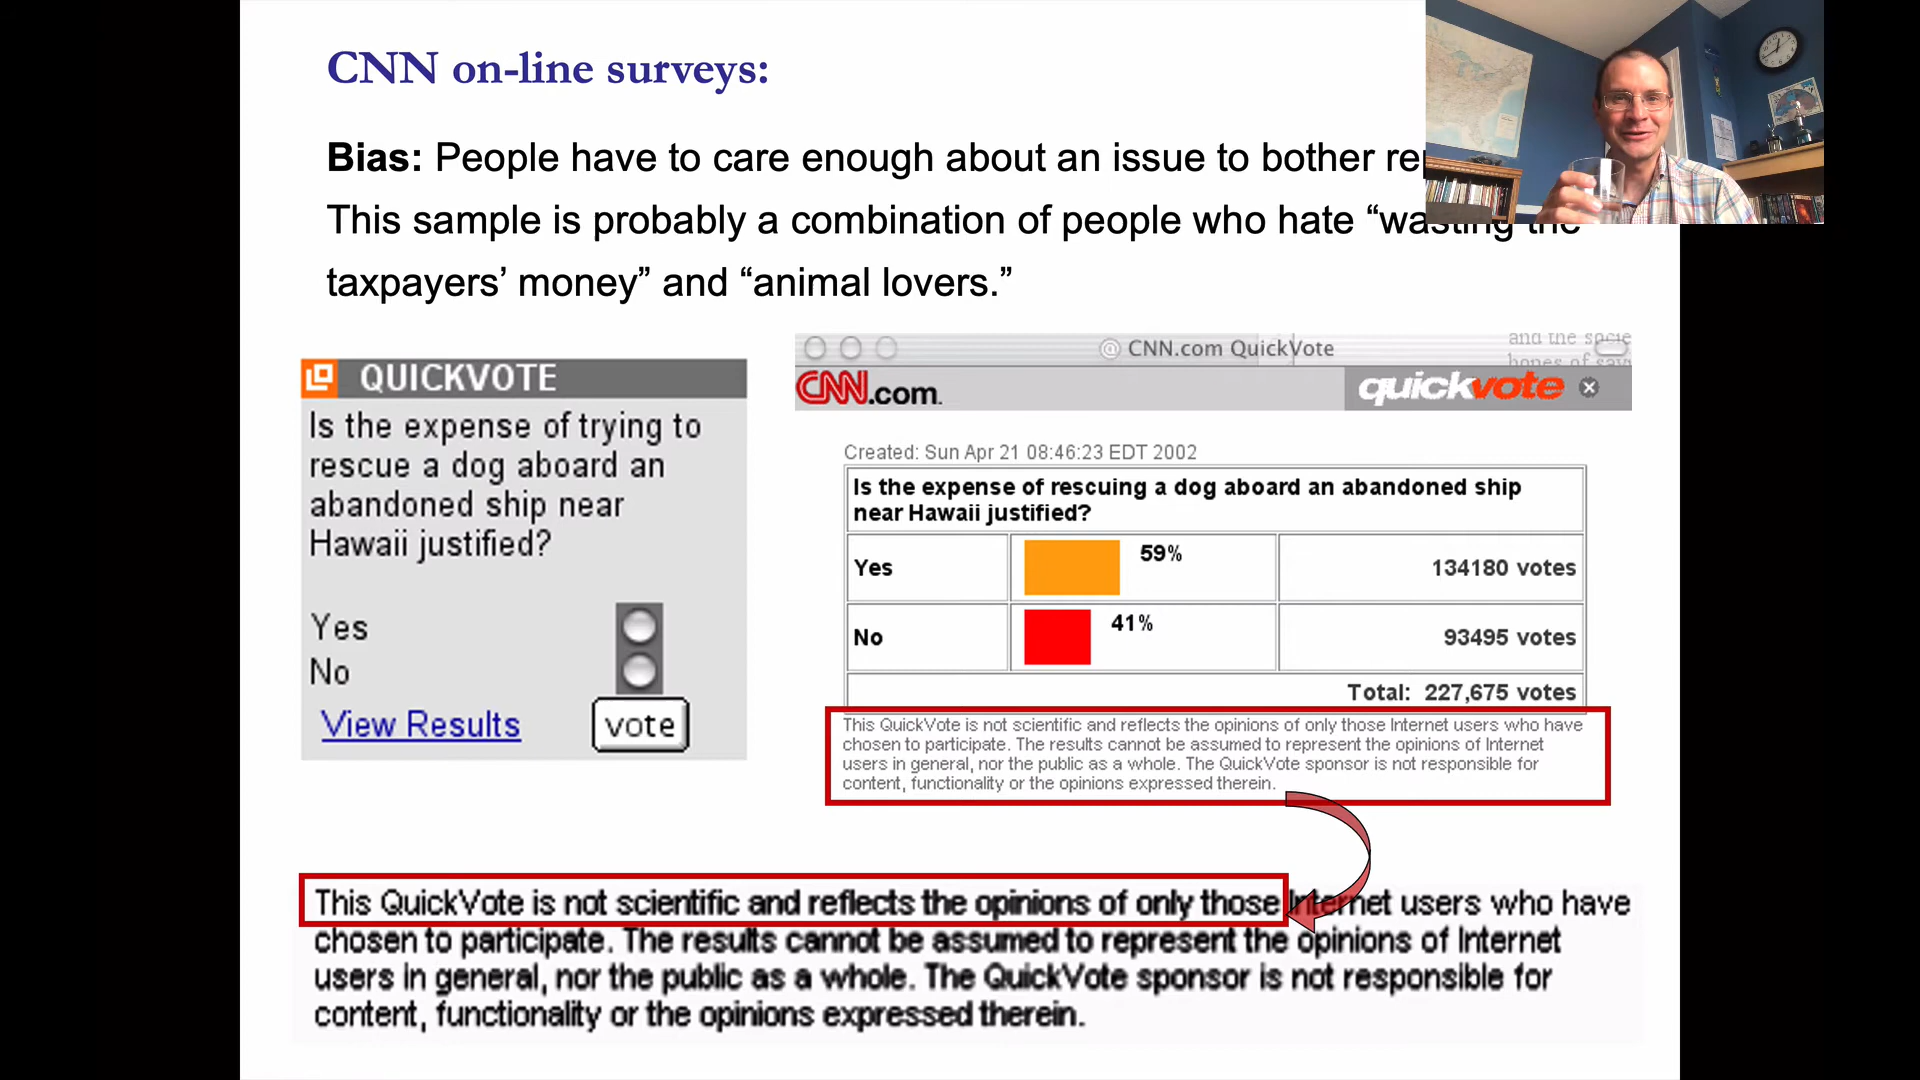 CNN on-line surveys:
Bias: People have to care enough about an issue to bother
This sample is probably a combination of people who hate “wasting the
taxpayers’ money” and “animal lovers.”
QUICKVOTE
Is the expense of trying to
rescue a dog aboard an
abandoned ship near
Hawaii justified?
Yes
No
View Results vote
and the
@ CNN.com QuickVote
CNN.com. quickvote
Created: Sun Apr 21 08:46:23 EDT 2002
Is the expense of rescuing a dog aboard an abandoned ship
near Hawaii justified?
Yes 59% 134180 votes
No 41% 93495 votes
Total: 227,675 votes
This QuickVote is not scientific and reflects the opinions of only those Internet users who have
chosen to participate. The results cannot be assumed to represent the opinions of Internet
users in general, nor the public as a whole. The QuickVote sponsor is not responsible for
content, functionality or the opinions expressed therein.
This QuickVote is not scientific and reflects the opinions of only those Internet users who have
chosen to participate. The results cannot be assumed to represent the opinions of Internet
users in general, nor the public as a whole. The QuickVote sponsor is not responsible for
content, functionality or the opinions expressed therein.